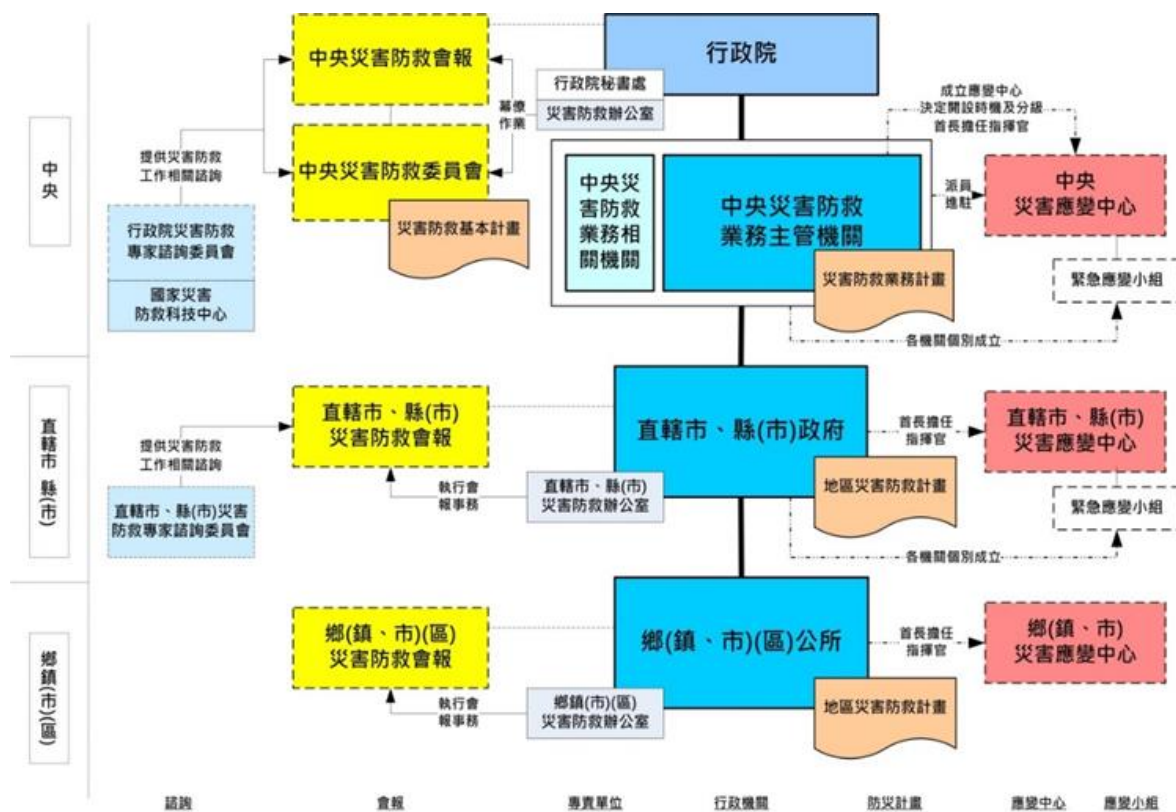 中央災害防救會報
行政院
行政院秘書處
災害防救辦公室
幕僚
作業
成立應變中心
決定開設時機及分級
首長擔任指揮官
中央
提供災害防救
工作相關諮詢
中央災害防救委員會
災害防救基本計畫
中央災
害防救
業務相
關機關
中央災害防救
業務主管機關
災害防救業務計畫
派員
進駐
中央
災害應變中心
行政院災害防救
專家諮詢委員會
國家災害
防救科技中心
緊急應變小組
各機關個別成立
直轄市 縣(市)
提供災害防救
工作相關諮詢
直轄市、縣(市)
災害防救會報
直轄市、縣(市)政府
首長擔任
指揮官
直轄市、縣(市)
災害應變中心
直轄市、縣(市)災害
防救專家諮詢委員會
執行會
報事務
直轄市、縣(市)
災害防救辦公室
地區災害防救計畫
緊急應變小組
各機關個別成立
鄉鎮(市)(區)
鄉(鎮、市)(區)
災害防救會報
鄉(鎮、市)(區)公所
首長擔任
指揮官
鄉(鎮、市)
災害應變中心
執行會
報事務
鄉鎮(市)(區)
災害防救辦公室
地區災害防救計畫
諮詢
會報
專責單位
行政機關
防災計畫
應變中心
應變小組